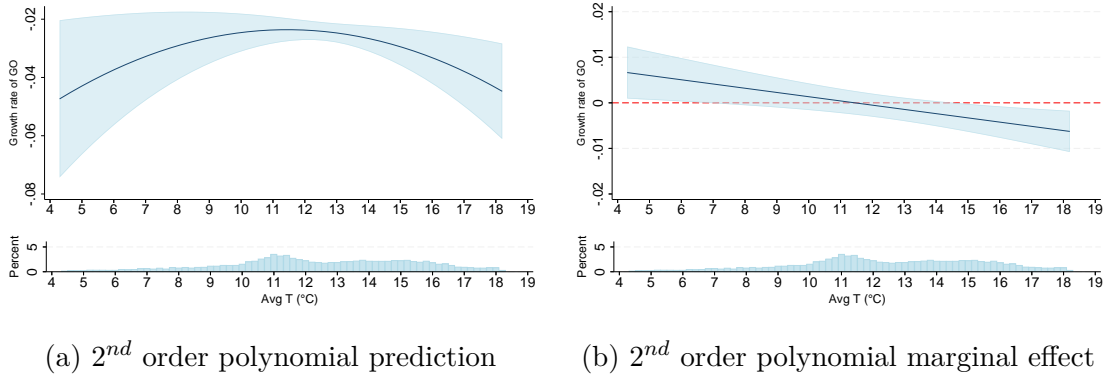 -.02
-.04
-.06
-.08
Growth rate of GO
4 5 6 7 8 9 10 11 12 13 14 15 16 17 18 19
5
0
Percent
4 5 6 7 8 9 10 11 12 13 14 15 16 17 18 19
Avg T (°C)
(a) 2nd order polynomial prediction
.02
.01
0
-.01
-.02
Growth rate of GO
4 5 6 7 8 9 10 11 12 13 14 15 16 17 18 19
5
0
Percent
4 5 6 7 8 9 10 11 12 13 14 15 16 17 18 19
Avg T (°C)
(b) 2nd order polynomial marginal effect